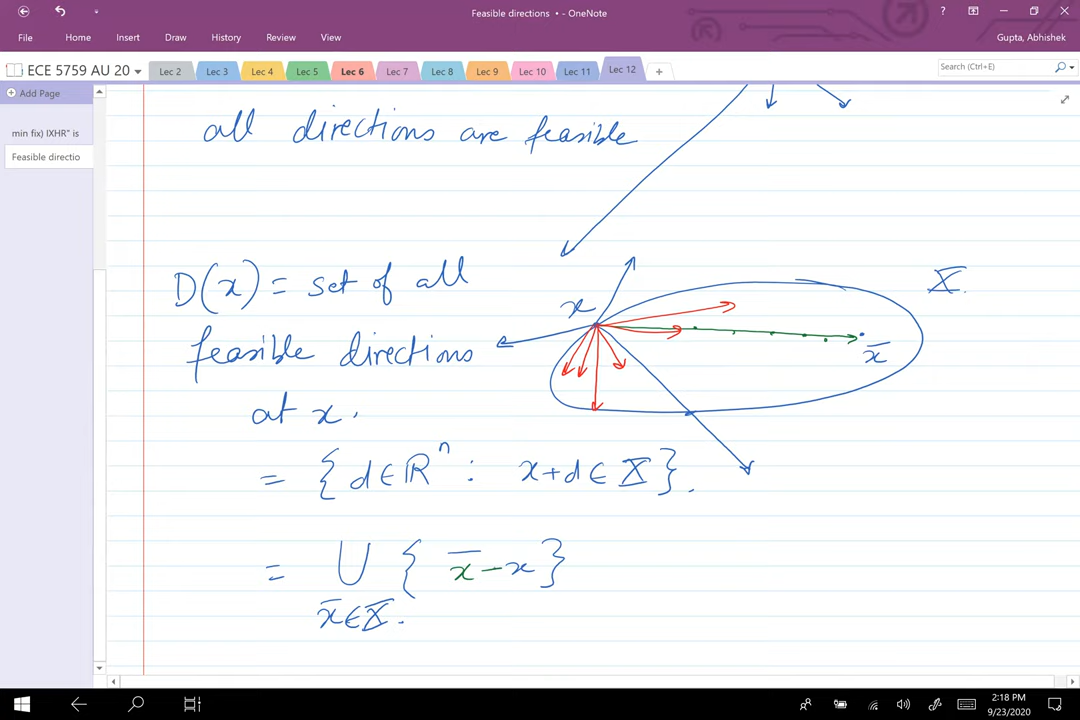 Feasible directions • - OneNote
Gupta, Abhishek
File Home Insert Draw History Review View
ECE 5759 AU 20
Lec 2 Lec 3 Lec 4 Lec 5 Lec 6 Lec 7 Lec 8 Lec 9 Lec 10 Lec 11 Lec 12 +
Search (Ctrl+E)
Add Page
min f(x) IXHR" is
Feasible directio
all directions are feasible
D(x) = set of all
feasible directions
at x.
= {d ∈ ℝⁿ : x+d ∈ X}.
= ∪ { x̄ - x }
x̄ ∈ X.
x
X.
x̄
2:18 PM
9/23/2020